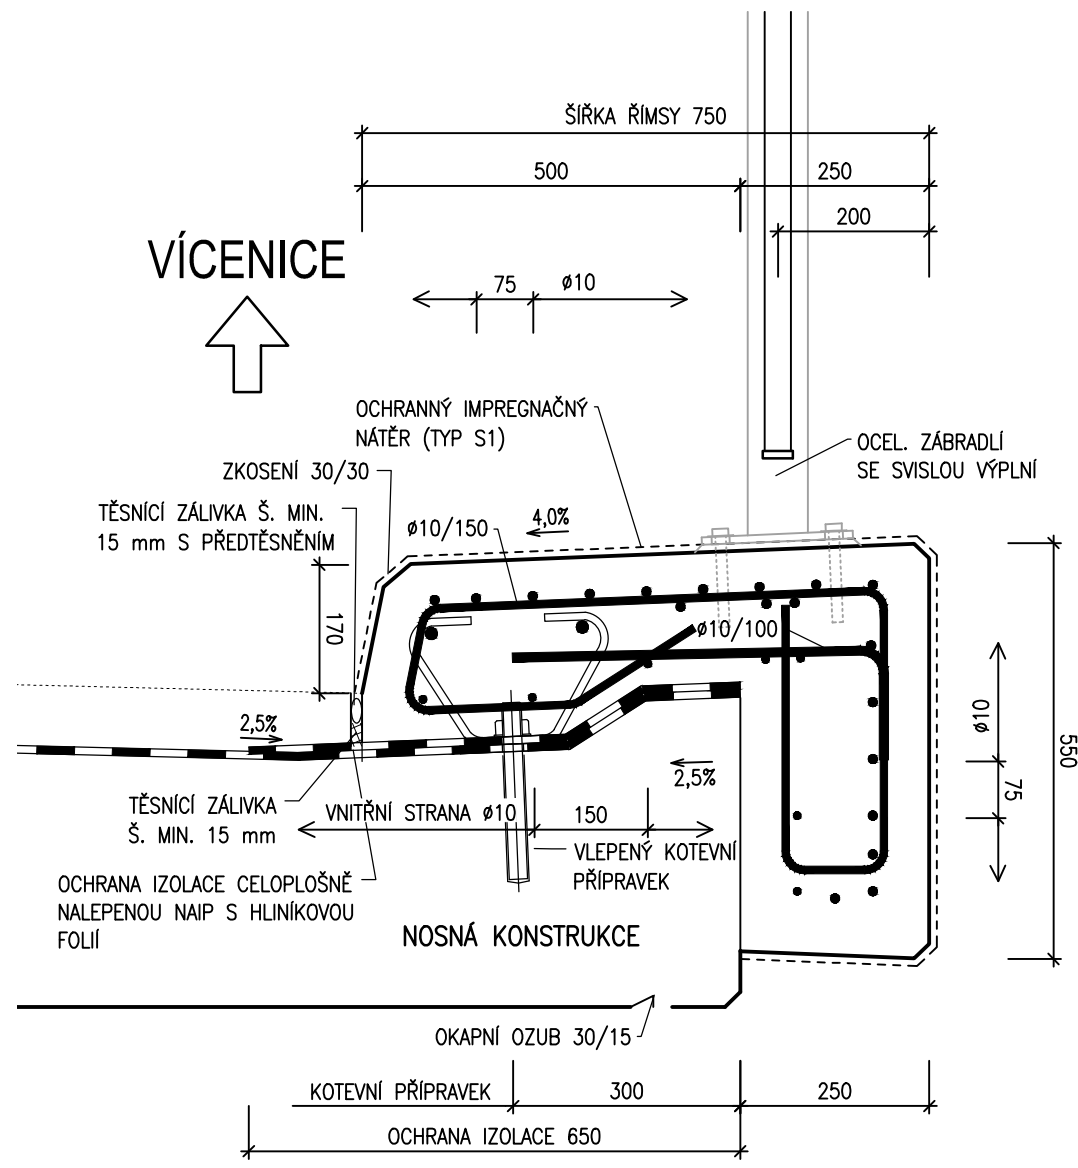 ŠÍŘKA ŘÍMSY 750
500
250
200
VÍCENICE
75
ø10
OCHRANNÝ IMPREGNAČNÝ
NÁTĚR (TYP S1)
OCEL. ZÁBRADLÍ
SE SVISLOU VÝPLNÍ
ZKOSENÍ 30/30
TĚSNÍCÍ ZÁLIVKA Š. MIN.
15 mm S PŘEDTĚSNĚNÍM
ø10/150
4,0%
170
ø10/100
ø10
550
75
2,5%
2,5%
TĚSNÍCÍ ZÁLIVKA
Š. MIN. 15 mm
VNITŘNÍ STRANA ø10
150
VLEPENÝ KOTEVNÍ
PŘÍPRAVEK
OCHRANA IZOLACE CELOPLOŠNĚ
NALEPENOU NAIP S HLINÍKOVOU
FOLIÍ
NOSNÁ KONSTRUKCE
OKAPNÍ OZUB 30/15
KOTEVNÍ PŘÍPRAVEK
300
250
OCHRANA IZOLACE 650